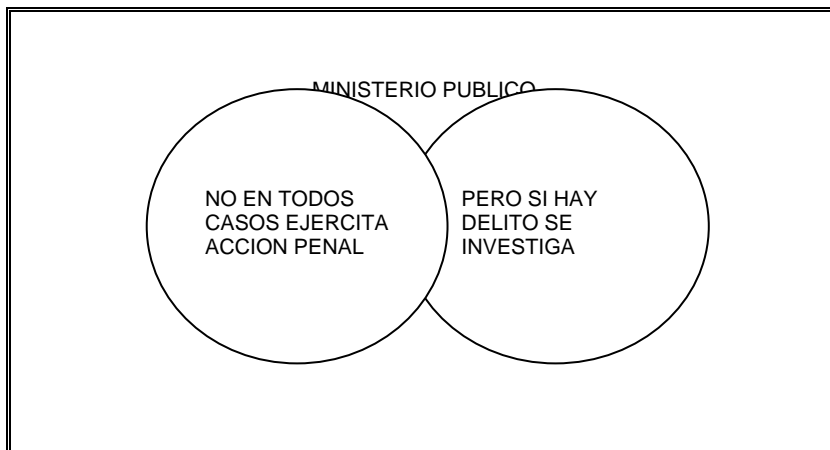 MINISTERIO PUBLICO
NO EN TODOS
CASOS EJERCITA
ACCION PENAL
PERO SI HAY
DELITO SE
INVESTIGA